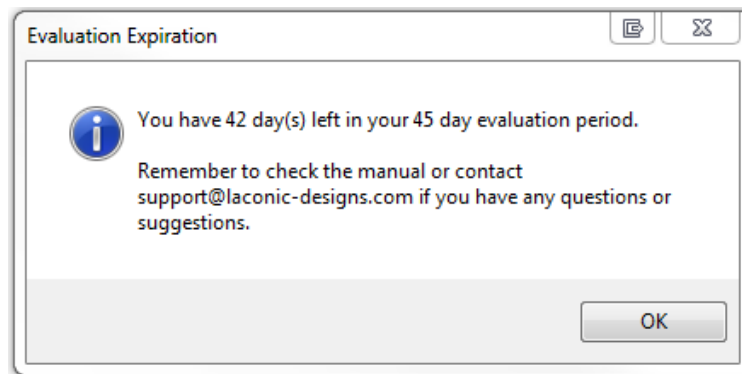 Evaluation Expiration
You have 42 day(s) left in your 45 day evaluation period.
Remember to check the manual or contact
support@laconic-designs.com if you have any questions or
suggestions.
OK